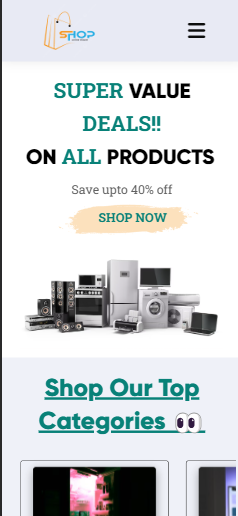 SHOP
SUPER VALUE
DEALS!!
ON ALL PRODUCTS
Save upto 40% off
SHOP NOW
Shop Our Top
Categories 👀